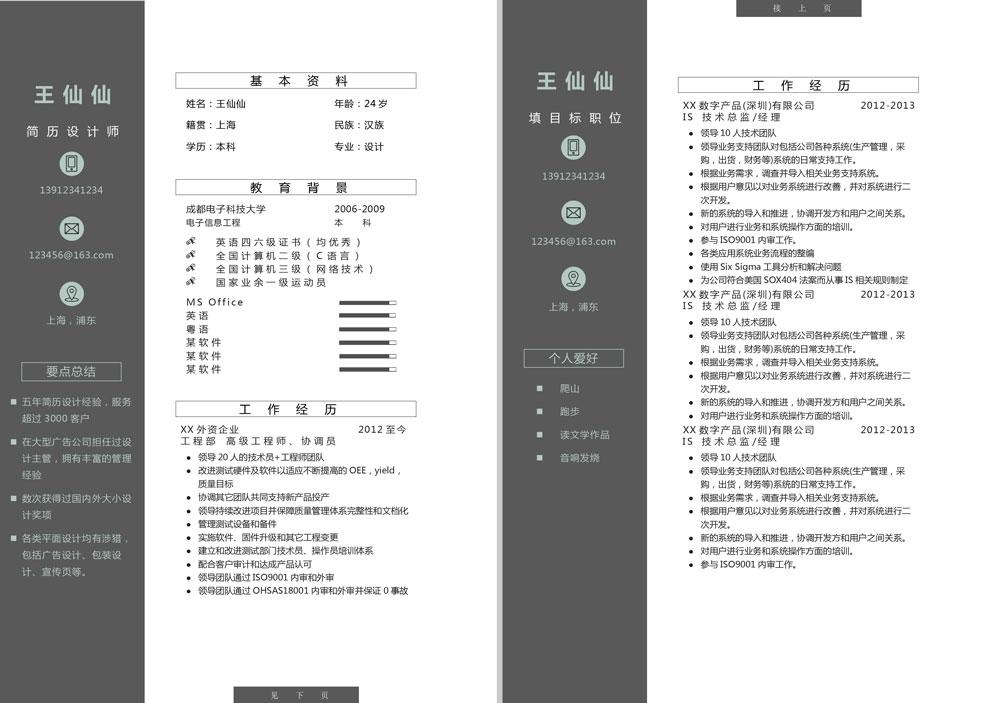 王仙仙
简历设计师
13912341234
123456@163.com
上海，浦东
要点总结
五年简历设计经验，服务
超过 3000 客户
在大型广告公司担任过设
计主管，拥有丰富的管理
经验
数次获得过国内外大小设
计奖项
各类平面设计均有涉猎，
包括广告设计、包装设
计、宣传页等。
基 本 资 料
姓名：王仙仙 年龄：24 岁
籍贯：上海 民族：汉族
学历：本科 专业：设计
教 育 背 景
成都电子科技大学 2006-2009
电子信息工程 本 科
英语四六级证书（均优秀）
全国计算机二级（C 语言）
全国计算机三级（网络技术）
国家业余一级运动员
MS Office
英语
粤语
某软件
某软件
某软件
工 作 经 历
XX 外资企业 2012 至今
工程部 高级工程师、协调员
领导 20 人的技术员+工程师团队
改进测试硬件及软件以适应不断提高的 OEE，yield，
质量目标
协调其它团队共同支持新产品投产
领导持续改进项目并保障质量管理体系完整性和文档化
管理测试设备和备件
实施软件、固件升级和其它工程变更
建立和改进测试部门技术员、操作员培训体系
配合客户审计和达成产品认可
领导团队通过 ISO9001 内审和外审
领导团队通过 OHSAS18001 内审和外审并保证 0 事故
见 下 页
接 上 页
王仙仙
填目标职位
13912341234
123456@163.com
上海，浦东
个人爱好
爬山
跑步
读文学作品
音响发烧
工 作 经 历
XX 数字产品(深圳)有限公司 2012-2013
IS 技术总监/经理
领导 10 人技术团队
领导业务支持团队对包括公司各种系统(生产管理，采
购，出货，财务等)系统的日常支持工作。
根据业务需求，调查并导入相关业务支持系统。
根据用户意见以对业务系统进行改善，并对系统进行二
次开发。
新的系统的导入和推进，协调开发方和用户之间关系。
对用户进行业务和系统操作方面的培训。
参与 ISO9001 内审工作。
各类应用系统业务流程的整编
使用 Six Sigma 工具分析和解决问题
为公司符合美国 SOX404 法案而从事 IS 相关规则制定
XX 数字产品(深圳)有限公司 2012-2013
IS 技术总监/经理
领导 10 人技术团队
领导业务支持团队对包括公司各种系统(生产管理，采
购，出货，财务等)系统的日常支持工作。
根据业务需求，调查并导入相关业务支持系统。
根据用户意见以对业务系统进行改善，并对系统进行二
次开发。
新的系统的导入和推进，协调开发方和用户之间关系。
对用户进行业务和系统操作方面的培训。
XX 数字产品(深圳)有限公司 2012-2013
IS 技术总监/经理
领导 10 人技术团队
领导业务支持团队对包括公司各种系统(生产管理，采
购，出货，财务等)系统的日常支持工作。
根据业务需求，调查并导入相关业务支持系统。
根据用户意见以对业务系统进行改善，并对系统进行二
次开发。
新的系统的导入和推进，协调开发方和用户之间关系。
对用户进行业务和系统操作方面的培训。
参与 ISO9001 内审工作。